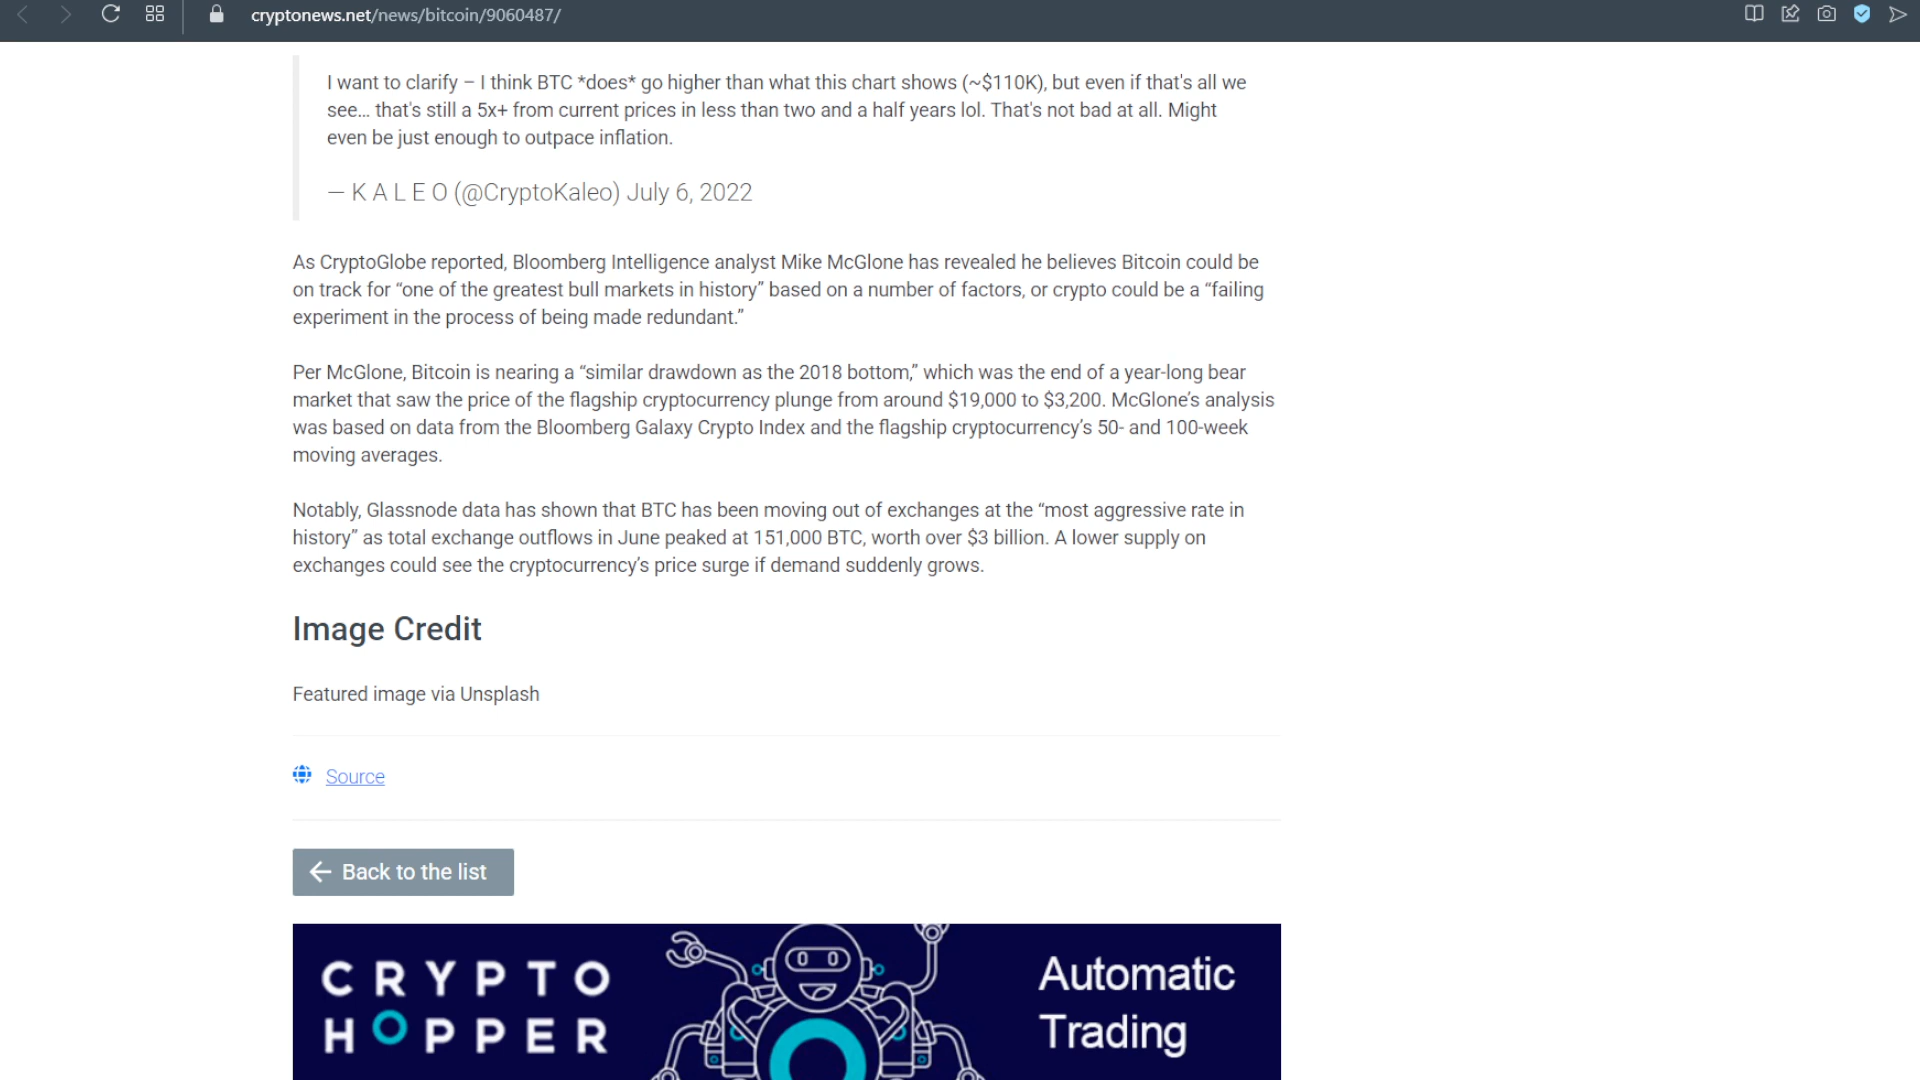 cryptonews.net/news/bitcoin/9060487/
I want to clarify – I think BTC *does* go higher than what this chart shows (~$110K), but even if that's all we
see… that's still a 5x+ from current prices in less than two and a half years lol. That's not bad at all. Might
even be just enough to outpace inflation.
— K A L E O (@CryptoKaleo) July 6, 2022
As CryptoGlobe reported, Bloomberg Intelligence analyst Mike McGlone has revealed he believes Bitcoin could be
on track for “one of the greatest bull markets in history” based on a number of factors, or crypto could be a “failing
experiment in the process of being made redundant.”
Per McGlone, Bitcoin is nearing a “similar drawdown as the 2018 bottom,” which was the end of a year-long bear
market that saw the price of the flagship cryptocurrency plunge from around $19,000 to $3,200. McGlone’s analysis
was based on data from the Bloomberg Galaxy Crypto Index and the flagship cryptocurrency’s 50- and 100-week
moving averages.
Notably, Glassnode data has shown that BTC has been moving out of exchanges at the “most aggressive rate in
history” as total exchange outflows in June peaked at 151,000 BTC, worth over $3 billion. A lower supply on
exchanges could see the cryptocurrency’s price surge if demand suddenly grows.
Image Credit
Featured image via Unsplash
Source
Back to the list
CRYPTO
HOPPER
Automatic
Trading